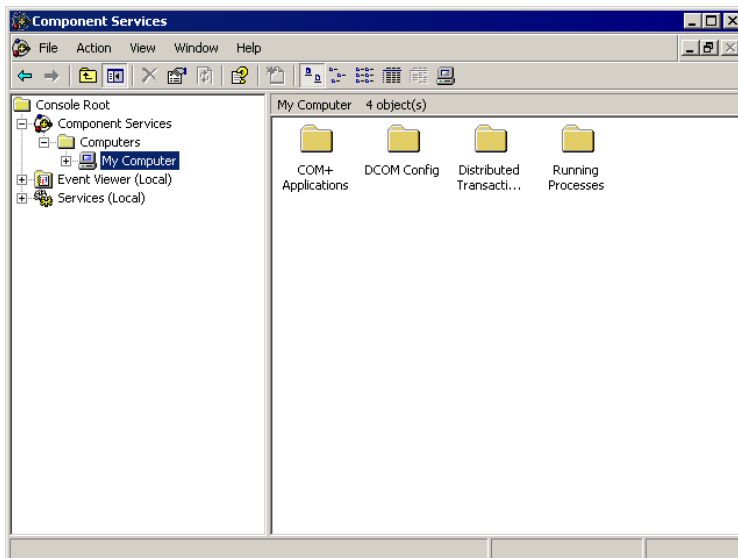 Component Services
File Action View Window Help
Console Root
Component Services
Computers
My Computer
Event Viewer (Local)
Services (Local)
My Computer 4 object(s)
COM+
Applications
DCOM Config
Distributed
Transacti...
Running
Processes